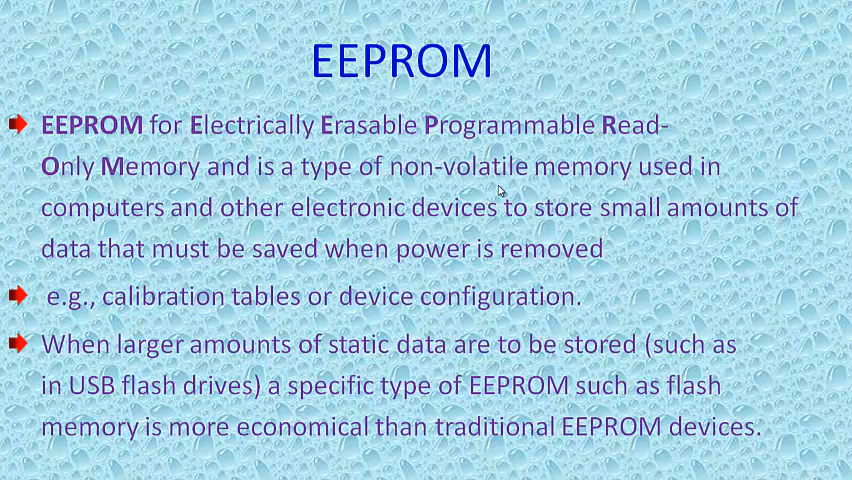 EEPROM
EEPROM for Electrically Erasable Programmable Read-
Only Memory and is a type of non-volatile memory used in
computers and other electronic devices to store small amounts of
data that must be saved when power is removed
e.g., calibration tables or device configuration.
When larger amounts of static data are to be stored (such as
in USB flash drives) a specific type of EEPROM such as flash
memory is more economical than traditional EEPROM devices.